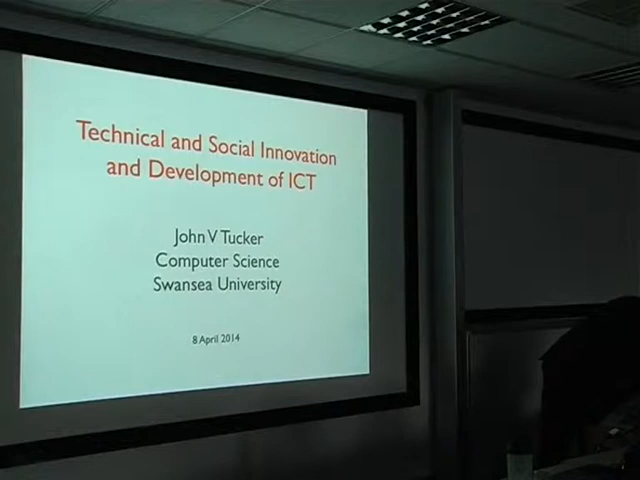 Technical and Social Innovation
and Development of ICT
John V Tucker
Computer Science
Swansea University
8 April 2014